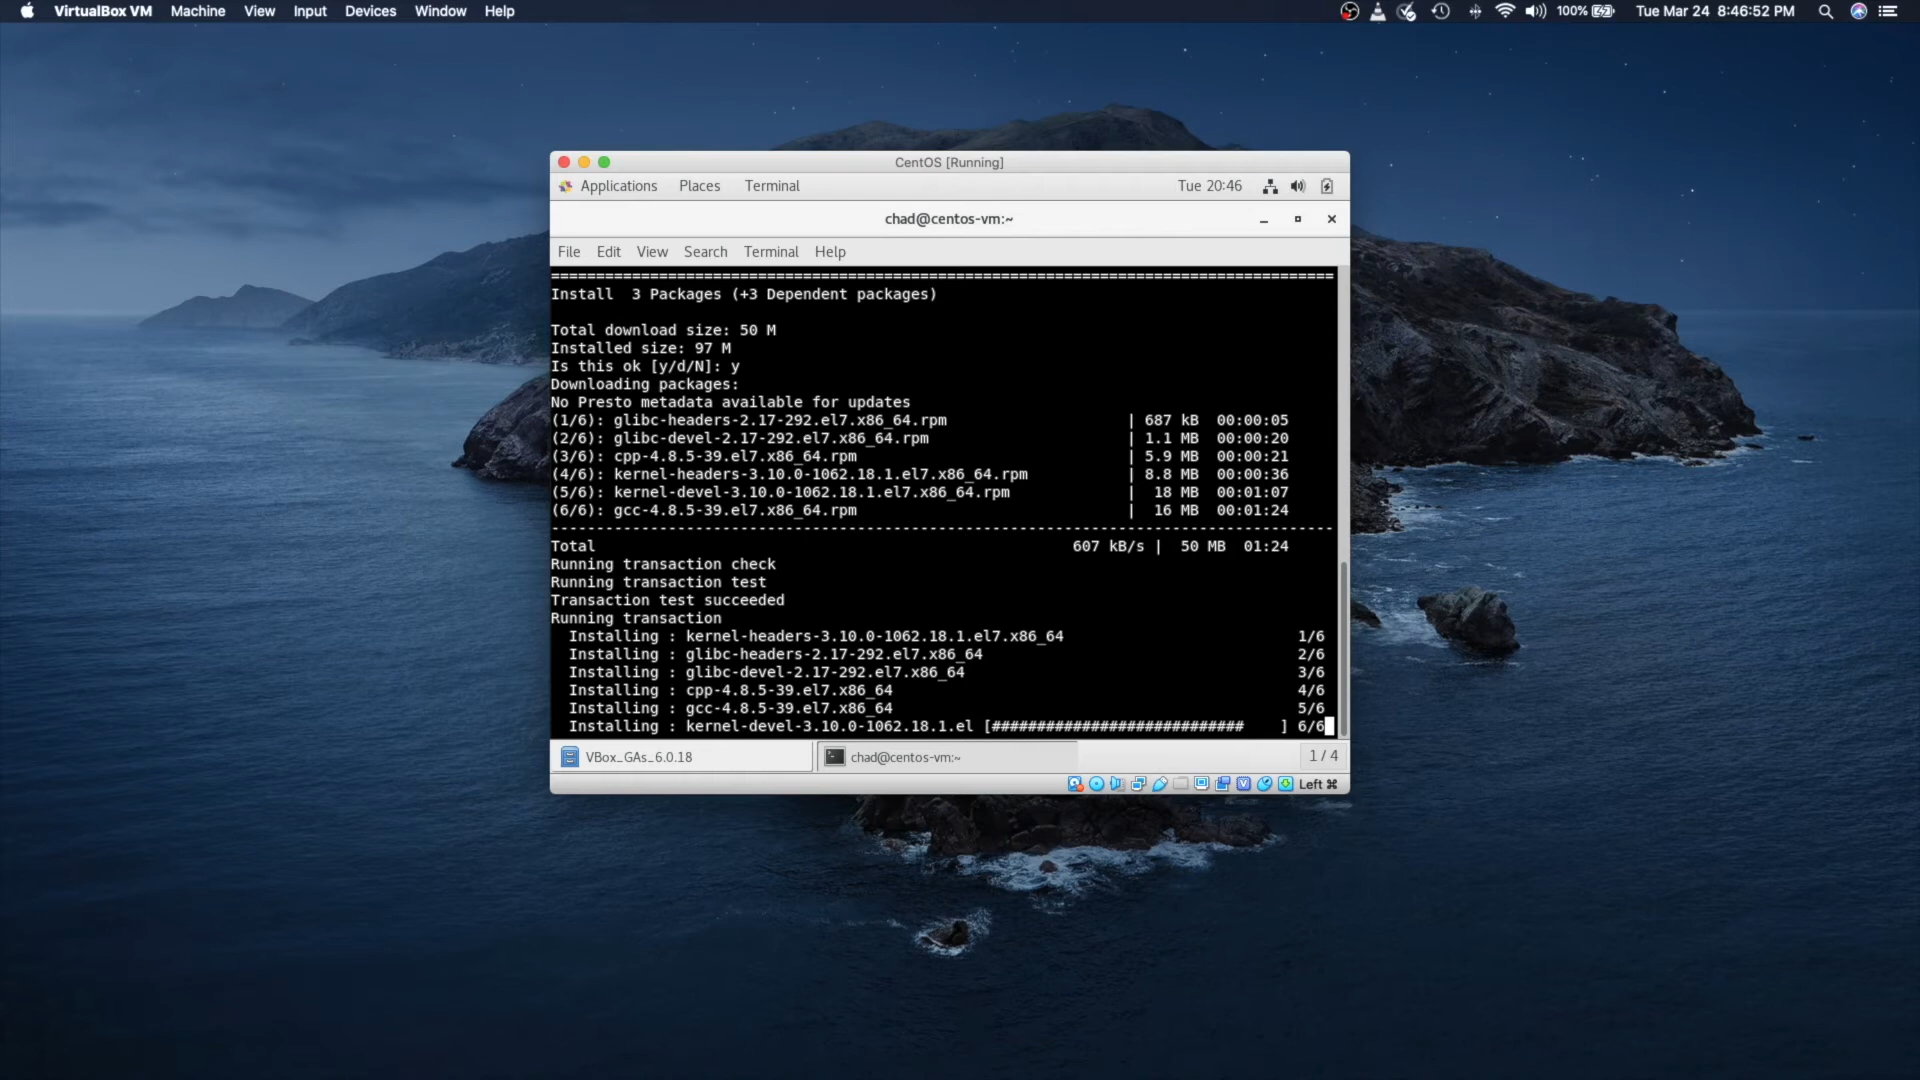 VirtualBox VM Machine View Input Devices Window Help 100% Tue Mar 24 8:46:52 PM
CentOS [Running]
Applications Places Terminal Tue 20:46
chad@centos-vm:~
File Edit View Search Terminal Help
================================================================================
Install  3 Packages (+3 Dependent packages)
Total download size: 50 M
Installed size: 97 M
Is this ok [y/d/N]: y
Downloading packages:
No Presto metadata available for updates
(1/6): glibc-headers-2.17-292.el7.x86_64.rpm | 687 kB 00:00:05
(2/6): glibc-devel-2.17-292.el7.x86_64.rpm | 1.1 MB 00:00:20
(3/6): cpp-4.8.5-39.el7.x86_64.rpm | 5.9 MB 00:00:21
(4/6): kernel-headers-3.10.0-1062.18.1.el7.x86_64.rpm | 8.8 MB 00:00:36
(5/6): kernel-devel-3.10.0-1062.18.1.el7.x86_64.rpm | 18 MB 00:01:07
(6/6): gcc-4.8.5-39.el7.x86_64.rpm | 16 MB 00:01:24
--------------------------------------------------------------------------------
Total 607 kB/s | 50 MB 01:24
Running transaction check
Running transaction test
Transaction test succeeded
Running transaction
Installing : kernel-headers-3.10.0-1062.18.1.el7.x86_64 1/6
Installing : glibc-headers-2.17-292.el7.x86_64 2/6
Installing : glibc-devel-2.17-292.el7.x86_64 3/6
Installing : cpp-4.8.5-39.el7.x86_64 4/6
Installing : gcc-4.8.5-39.el7.x86_64 5/6
Installing : kernel-devel-3.10.0-1062.18.1.el [############################    ] 6/6
VBox_GAs_6.0.18 chad@centos-vm:~ 1 / 4
Left ⌘